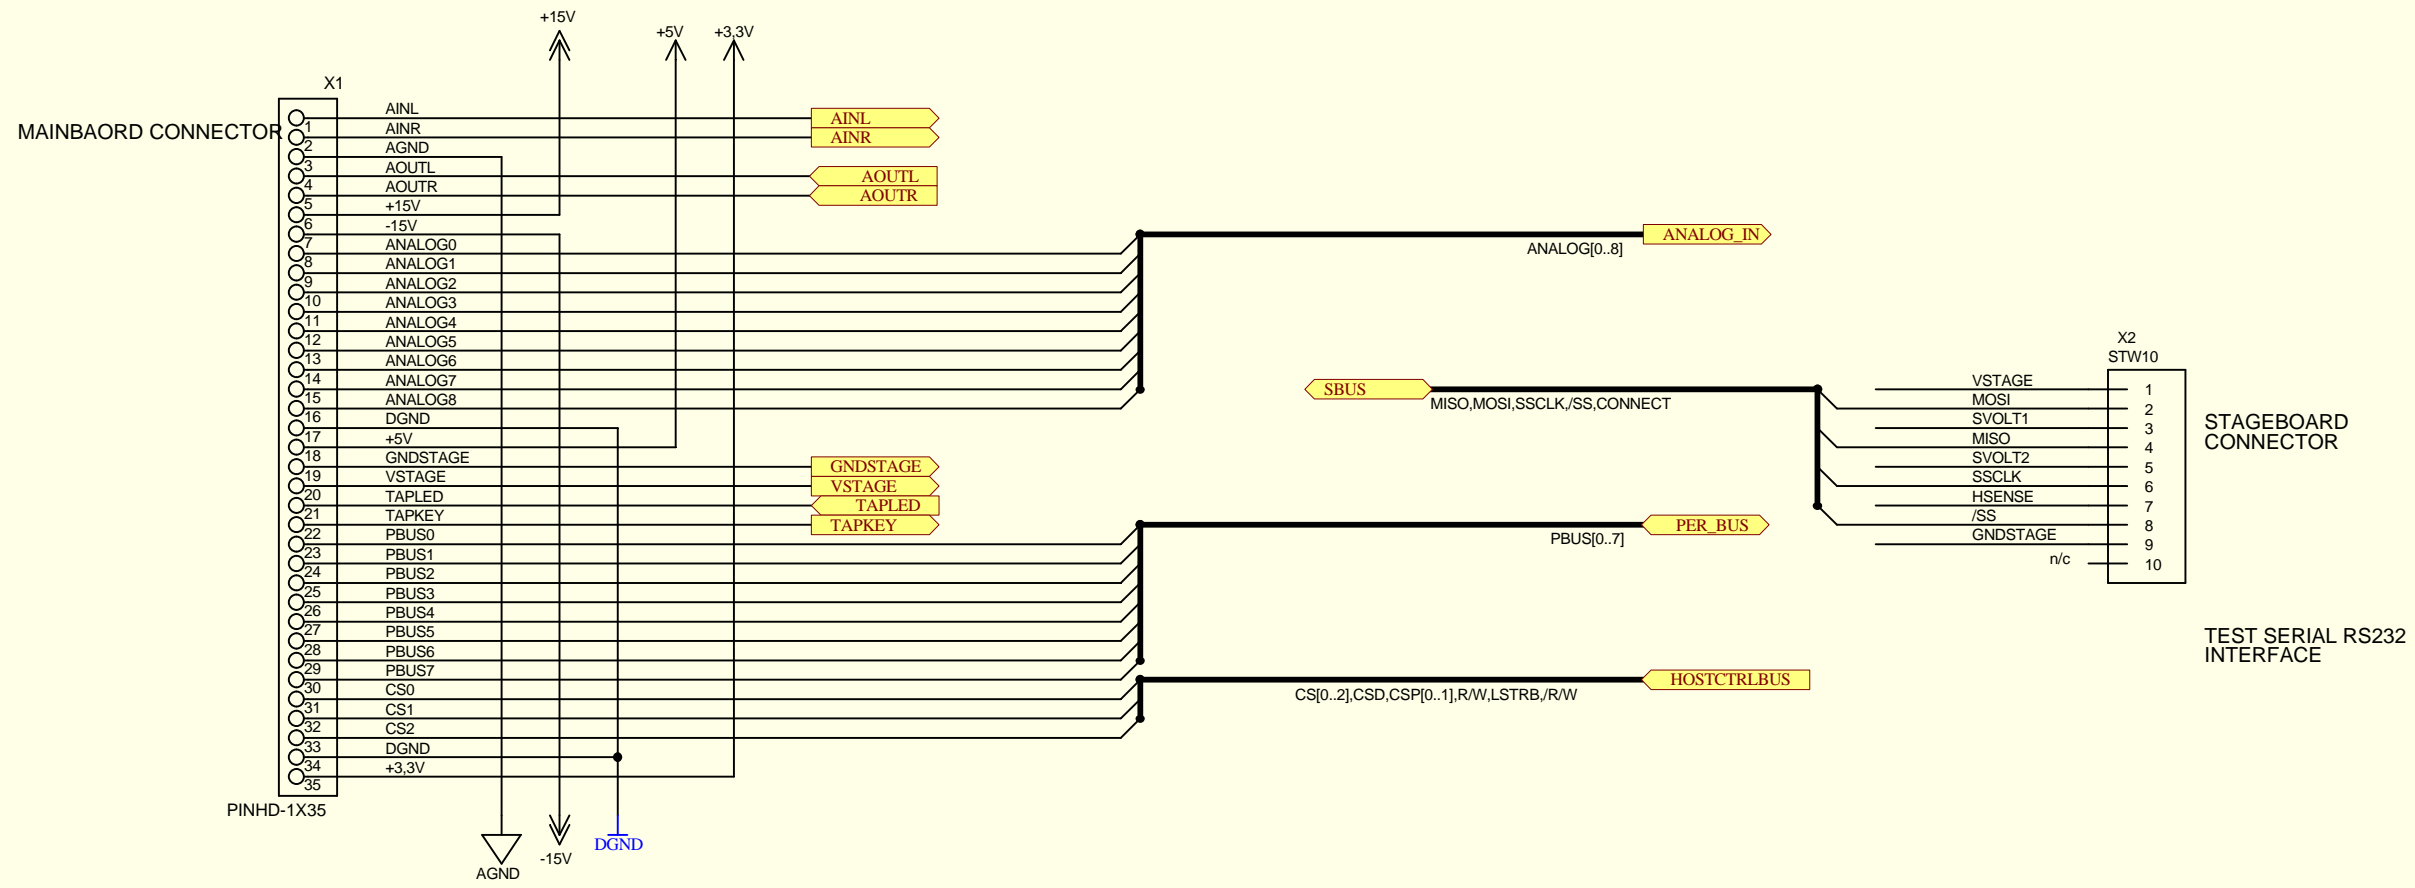 +15V
+5V
+3,3V
X1
MAINBAORD CONNECTOR
1 AINL AINL
2 AINR AINR
3 AGND
4 AOUTL AOUTL
5 AOUTR AOUTR
6 +15V
7 -15V
8 ANALOG0
9 ANALOG1
10 ANALOG2
11 ANALOG3
12 ANALOG4
13 ANALOG5
14 ANALOG6
15 ANALOG7
16 ANALOG8
17 DGND
18 +5V
19 GNDSTAGE GNDSTAGE
20 VSTAGE VSTAGE
21 TAPLED TAPLED
22 TAPKEY TAPKEY
23 PBUS0
24 PBUS1
25 PBUS2
26 PBUS3
27 PBUS4
28 PBUS5
29 PBUS6
30 PBUS7
31 CS0
32 CS1
33 CS2
34 DGND
35 +3,3V
PINHD-1X35
AGND
-15V
DGND
ANALOG_IN
ANALOG[0..8]
SBUS
MISO,MOSI,SSCLK,/SS,CONNECT
PER_BUS
PBUS[0..7]
HOSTCTRLBUS
CS[0..2],CSD,CSP[0..1],R/W,LSTRB,/R/W
X2
STW10
VSTAGE 1
MOSI 2
SVOLT1 3
MISO 4
SVOLT2 5
SSCLK 6
HSENSE 7
/SS 8
GNDSTAGE 9
n/c 10
STAGEBOARD
CONNECTOR
TEST SERIAL RS232
INTERFACE